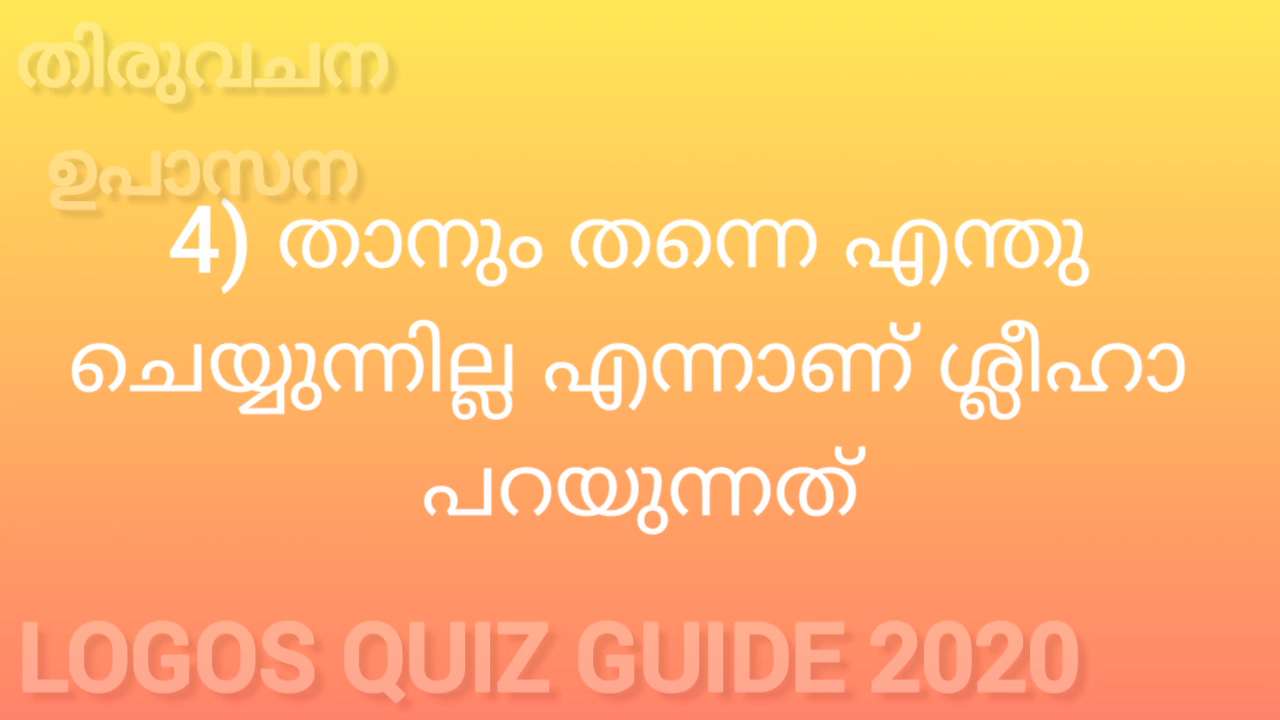 തിരുവചന
ഉപാസന
4) താനും തന്നെ എന്തു
ചെയ്യുന്നില്ല എന്നാണ് ശ്ലീഹാ
പറയുന്നത്
LOGOS QUIZ GUIDE 2020